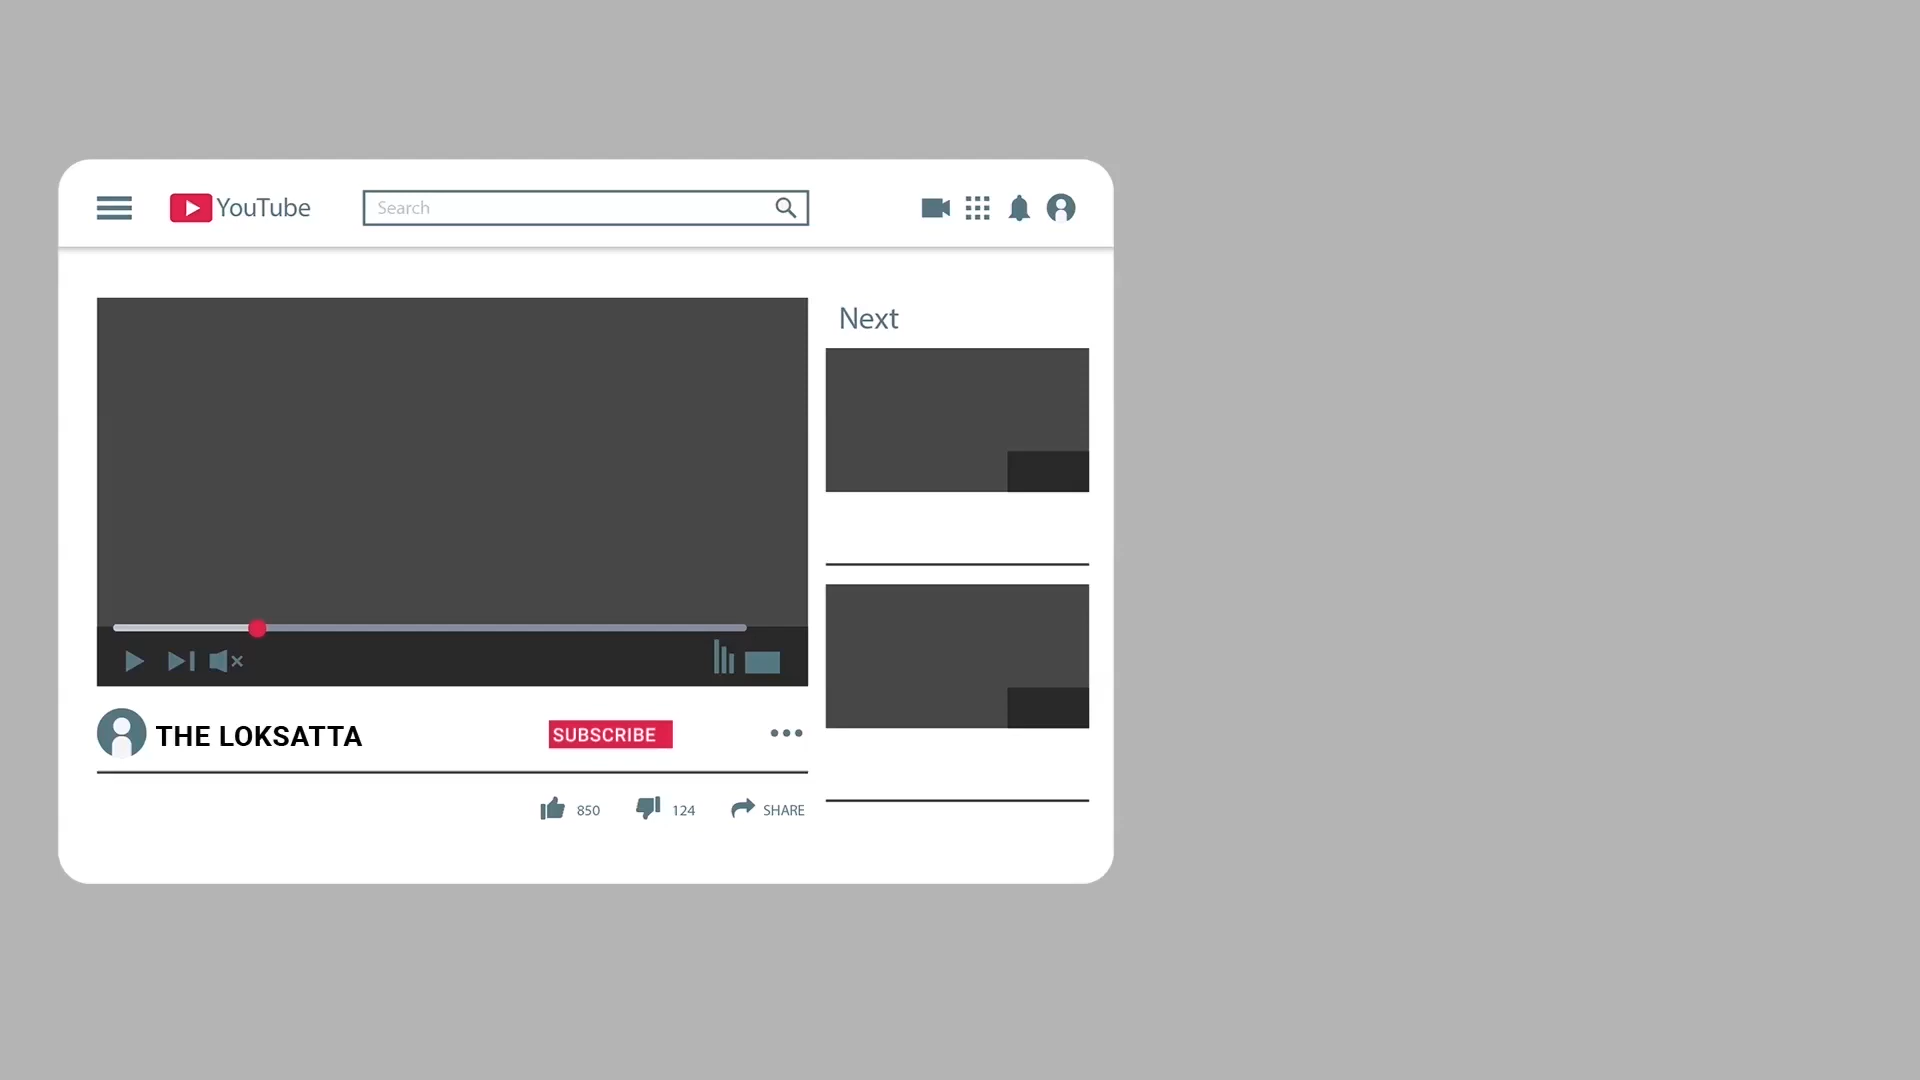 YouTube
Search
Next
THE LOKSATTA
SUBSCRIBE
850
124
SHARE